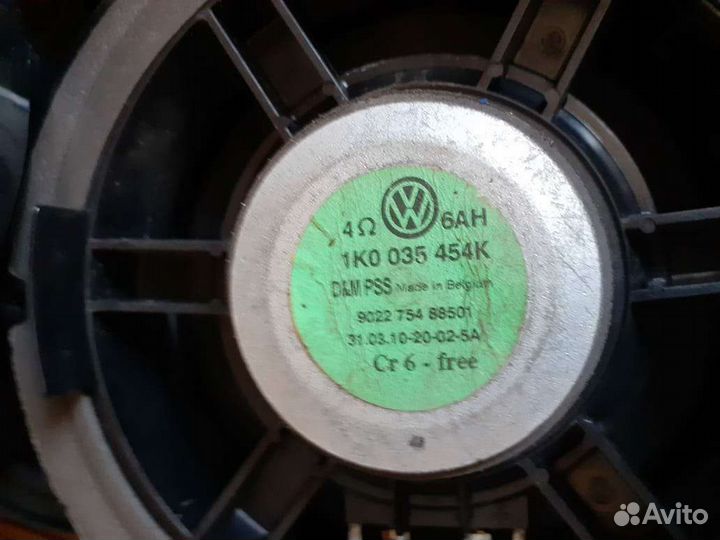 4Ω 6AH
1K0 035 454K
D&M PSS Made in Belgium
9022 754 88501
31.03.10-20-02-5A
Cr 6 - free
Avito